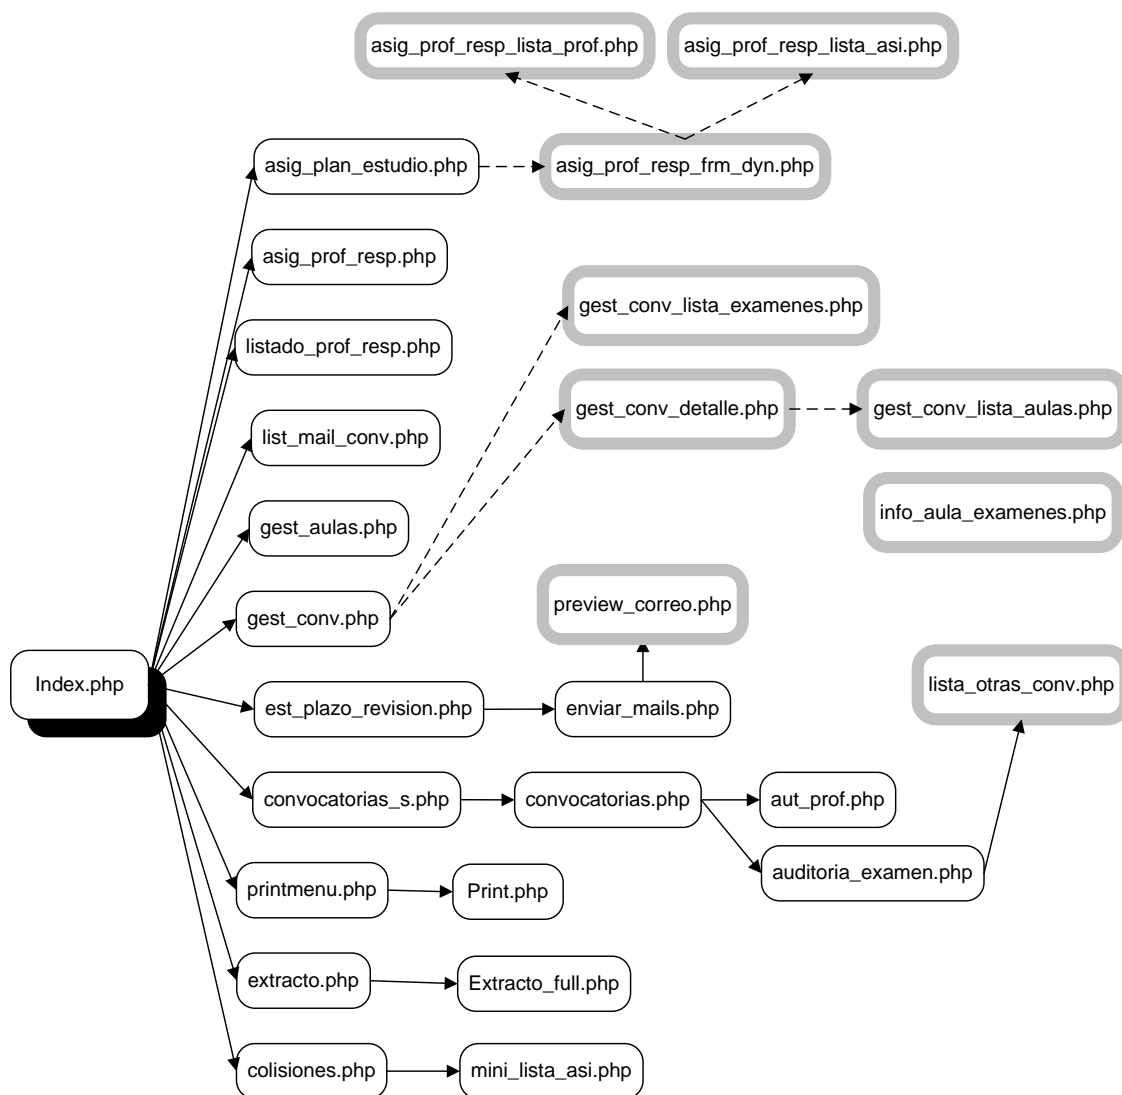 asig_prof_resp_lista_prof.php
asig_prof_resp_lista_asi.php
asig_plan_estudio.php
asig_prof_resp_frm_dyn.php
asig_prof_resp.php
gest_conv_lista_examenes.php
listado_prof_resp.php
gest_conv_detalle.php
gest_conv_lista_aulas.php
list_mail_conv.php
info_aula_examenes.php
gest_aulas.php
preview_correo.php
gest_conv.php
Index.php
lista_otras_conv.php
est_plazo_revision.php
enviar_mails.php
convocatorias_s.php
convocatorias.php
aut_prof.php
auditoria_examen.php
printmenu.php
Print.php
extracto.php
Extracto_full.php
colisiones.php
mini_lista_asi.php